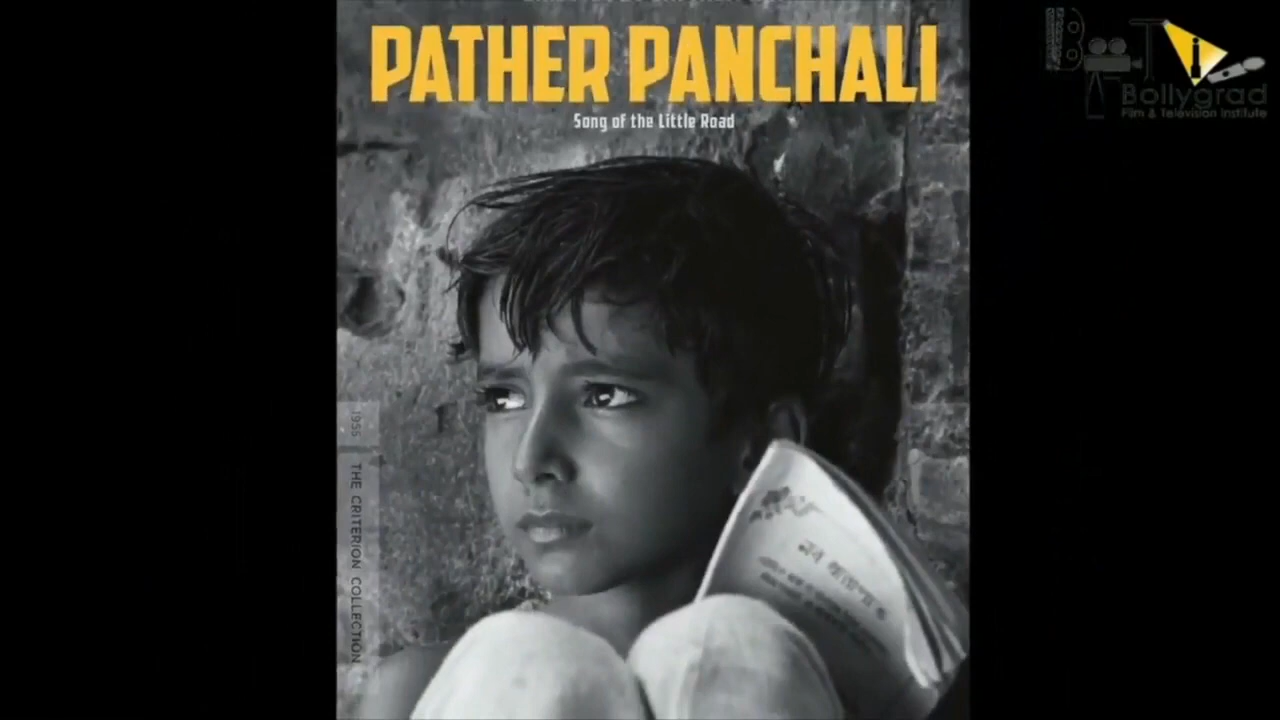 PATHER PANCHALI
Song of the Little Road
1955
THE CRITERION COLLECTION
B T i
Bollygrad
Film & Television Institute